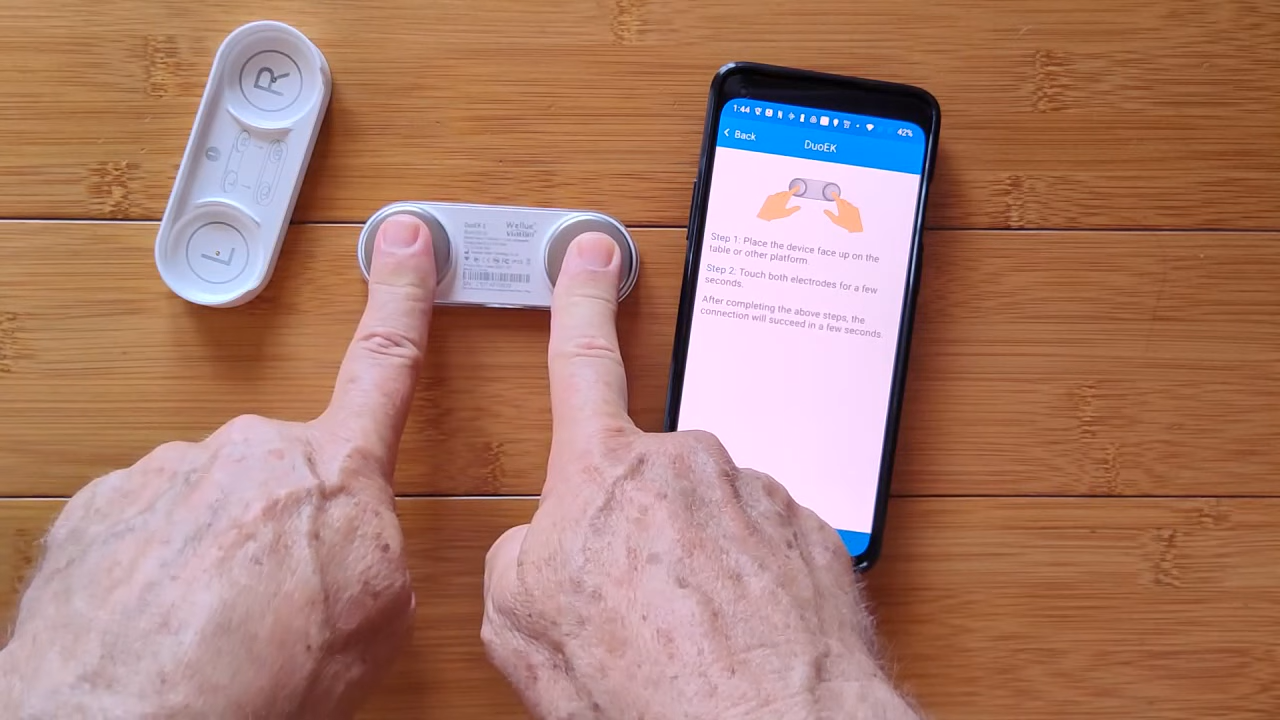 R
L
DuoEK S
Wellue
viatom
1:44
42%
Back
DuoEK
Step 1: Place the device face up on the
table or other platform.
Step 2: Touch both electrodes for a few
seconds.
After completing the above steps, the
connection will succeed in a few seconds.